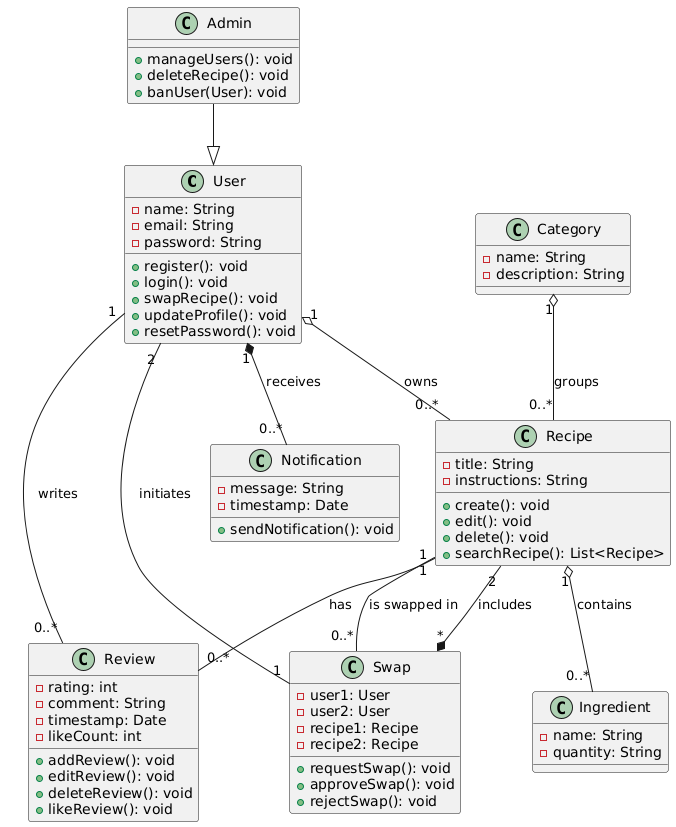 C Admin
manageUsers(): void
deleteRecipe(): void
banUser(User): void
C User
name: String
email: String
password: String
register(): void
login(): void
swapRecipe(): void
updateProfile(): void
resetPassword(): void
C Category
name: String
description: String
1
2
1
1
1
receives
owns
groups
0..*
0..*
0..*
C Notification
message: String
timestamp: Date
sendNotification(): void
C Recipe
title: String
instructions: String
create(): void
edit(): void
delete(): void
searchRecipe(): List<Recipe>
writes
initiates
1
1
2
1
has
is swapped in
includes
contains
0..*
0..*
0..*
*
1
0..*
C Review
rating: int
comment: String
timestamp: Date
likeCount: int
addReview(): void
editReview(): void
deleteReview(): void
likeReview(): void
C Swap
user1: User
user2: User
recipe1: Recipe
recipe2: Recipe
requestSwap(): void
approveSwap(): void
rejectSwap(): void
C Ingredient
name: String
quantity: String